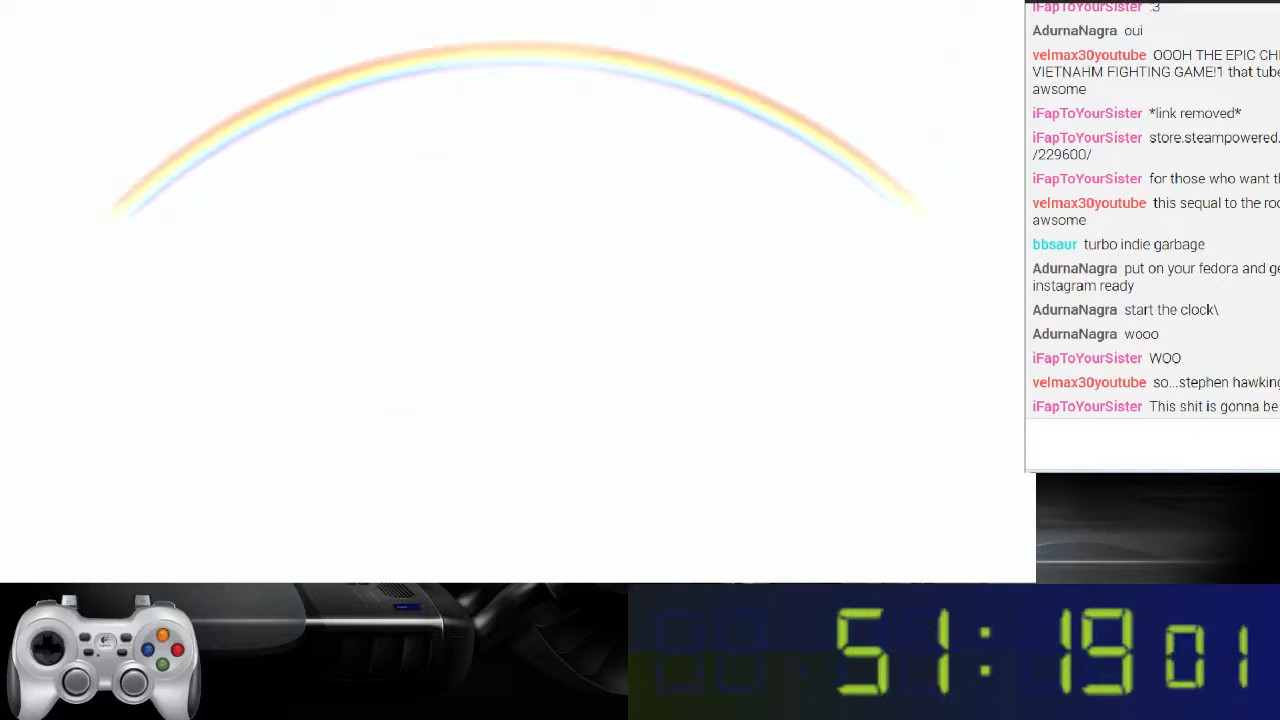 iFapToYourSister :3
AdurnaNagra oui
velmax30youtube OOOH THE EPIC
VIETNAHM FIGHTING GAME!1 that tube
awsome
iFapToYourSister *link removed*
iFapToYourSister store.steampowered.
/229600/
iFapToYourSister for those who want
velmax30youtube this sequal to the
awsome
bbsaur turbo indie garbage
AdurnaNagra put on your fedora and
instagram ready
AdurnaNagra start the clock\
AdurnaNagra wooo
iFapToYourSister WOO
velmax30youtube so...stephen hawking
iFapToYourSister This shit is gonna be
51:19 01